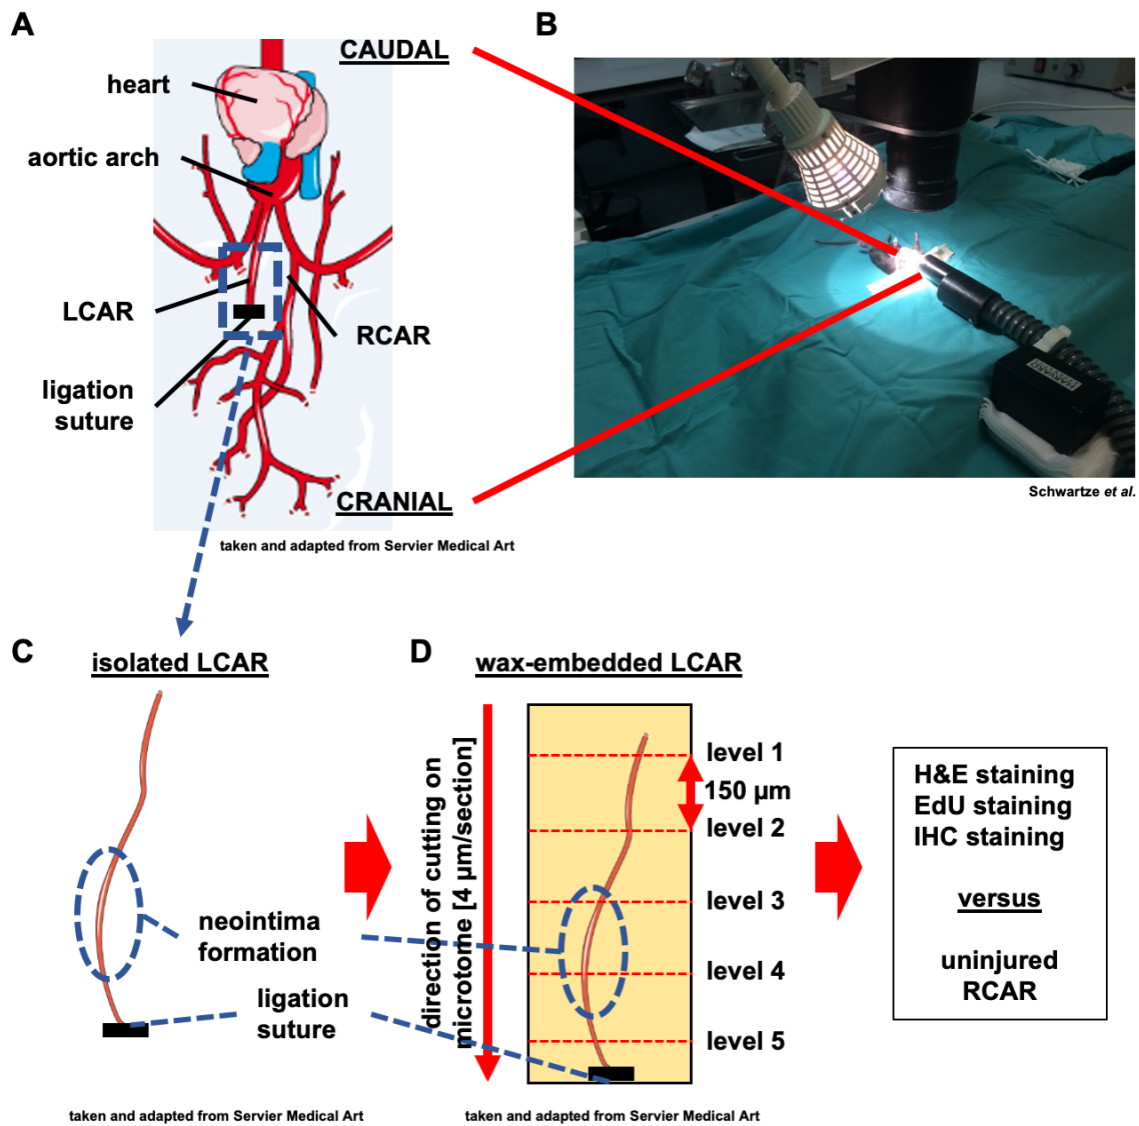 A
CAUDAL
heart
aortic arch
LCAR
RCAR
ligation
suture
CRANIAL
taken and adapted from Servier Medical Art
B
HARVARD
Schwartze et al.
C
isolated LCAR
neointima
formation
ligation
suture
taken and adapted from Servier Medical Art
D
wax-embedded LCAR
direction of cutting on
microtome [4 µm/section]
level 1
150 µm
level 2
level 3
level 4
level 5
taken and adapted from Servier Medical Art
H&E staining
EdU staining
IHC staining
versus
uninjured
RCAR